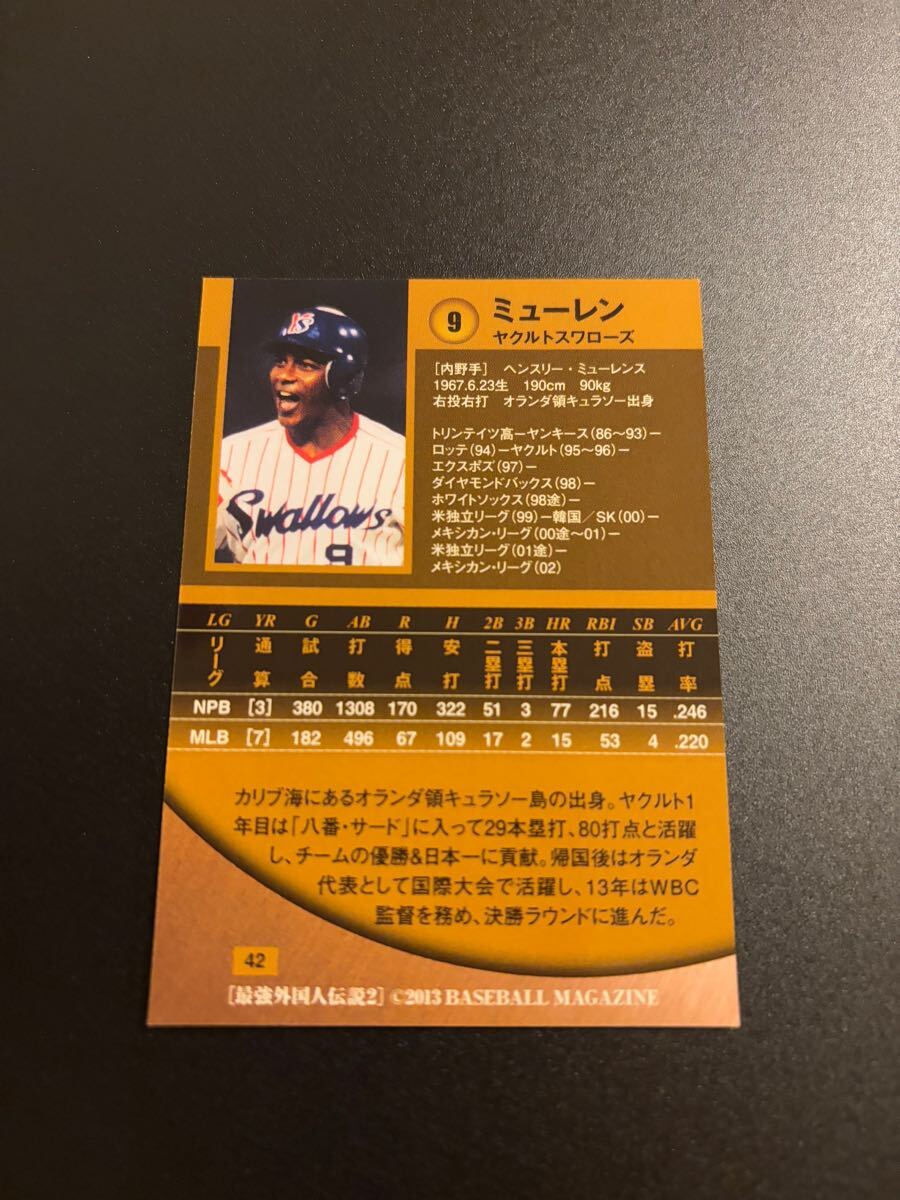 KS
Swallows
9
9
ミューレン
ヤクルトスワローズ
[内野手] ヘンスリー・ミューレンス
1967.6.23生 190cm 90kg
右投右打 オランダ領キュラソー出身
トリンテイツ高ーヤンキース(86〜93)ー
ロッテ(94)ーヤクルト(95〜96)ー
エクスポズ(97)ー
ダイヤモンドバックス(98)ー
ホワイトソックス(98途)ー
米独立リーグ(99)ー韓国/SK(00)ー
メキシカン・リーグ(00途〜01)ー
米独立リーグ(01途)ー
メキシカン・リーグ(02)
LG YR G AB R H 2B 3B HR RBI SB AVG
リーグ 通算 試合 打数 得点 安打 二塁打 三塁打 本塁打 打点 盗塁 打率
NPB [3] 380 1308 170 322 51 3 77 216 15 .246
MLB [7] 182 496 67 109 17 2 15 53 4 .220
カリブ海にあるオランダ領キュラソー島の出身。ヤクルト1
年目は「八番・サード」に入って29本塁打、80打点と活躍
し、チームの優勝&日本一に貢献。帰国後はオランダ
代表として国際大会で活躍し、13年はWBC
監督を務め、決勝ラウンドに進んだ。
42
[最強外国人伝説2] ©2013 BASEBALL MAGAZINE